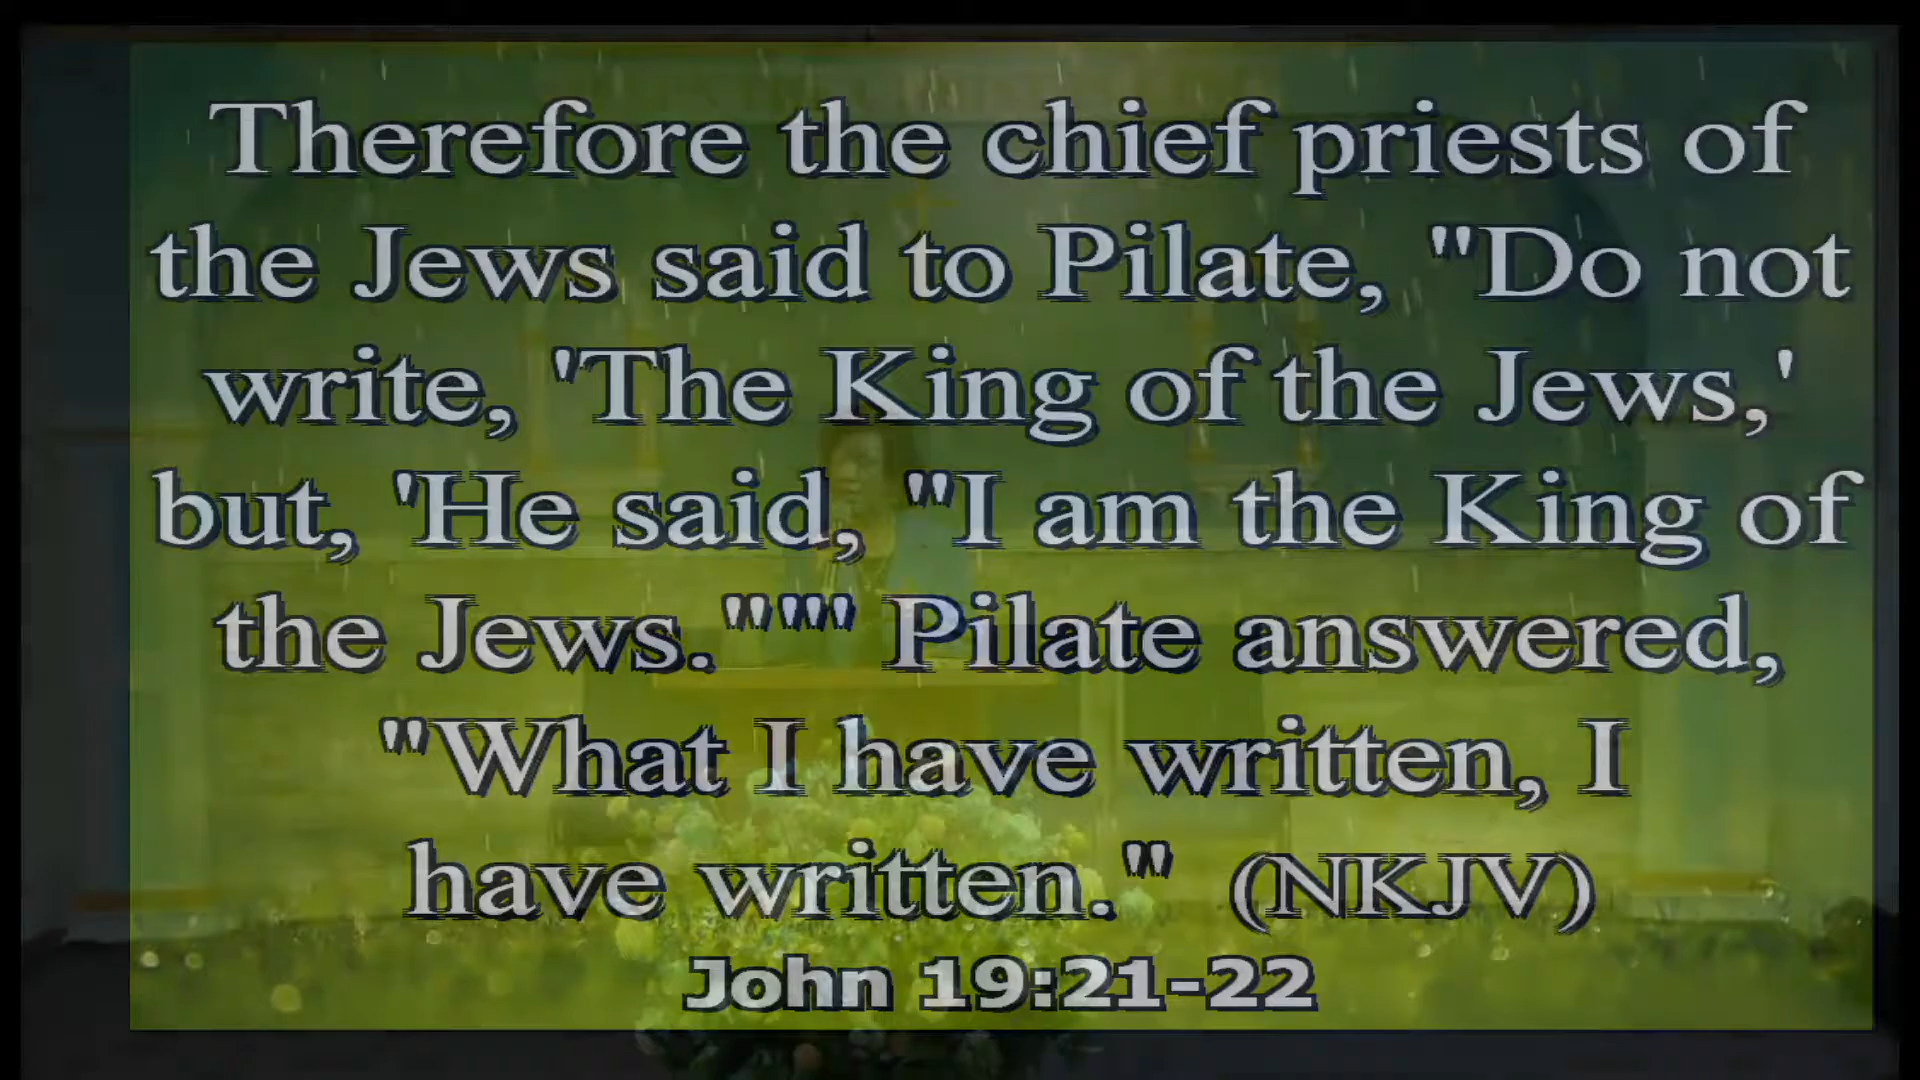 Therefore the chief priests of
the Jews said to Pilate, "Do not
write, 'The King of the Jews,'
but, 'He said, "I am the King of
the Jews."''" Pilate answered,
"What I have written, I
have written." (NKJV)
John 19:21-22